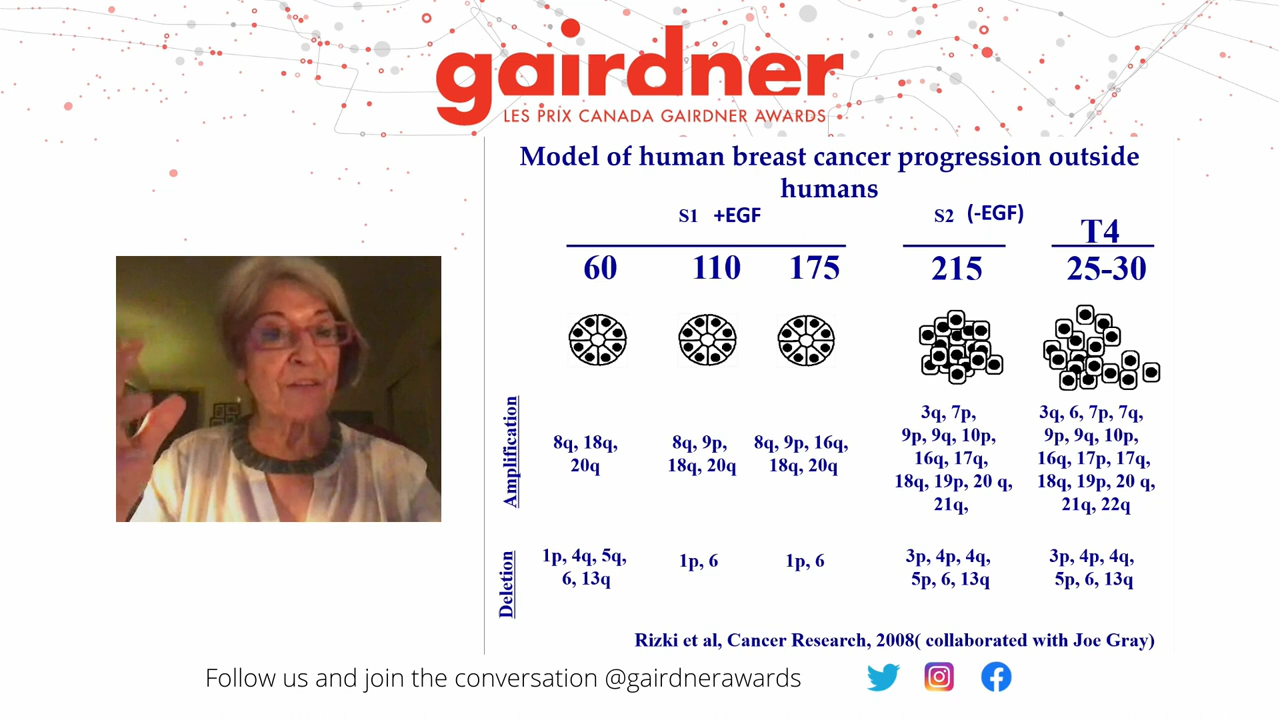 gairdner
LES PRIX CANADA GAIRDNER AWARDS
Model of human breast cancer progression outside
humans
S1 +EGF
S2 (-EGF)
T4
60 110 175 215 25-30
Amplification
8q, 18q,
20q
8q, 9p,
18q, 20q
8q, 9p, 16q,
18q, 20q
3q, 7p,
9p, 9q, 10p,
16q, 17q,
18q, 19p, 20 q,
21q,
3q, 6, 7p, 7q,
9p, 9q, 10p,
16q, 17p, 17q,
18q, 19p, 20 q,
21q, 22q
Deletion
1p, 4q, 5q,
6, 13q
1p, 6
1p, 6
3p, 4p, 4q,
5p, 6, 13q
3p, 4p, 4q,
5p, 6, 13q
Rizki et al, Cancer Research, 2008( collaborated with Joe Gray)
Follow us and join the conversation @gairdnerawards